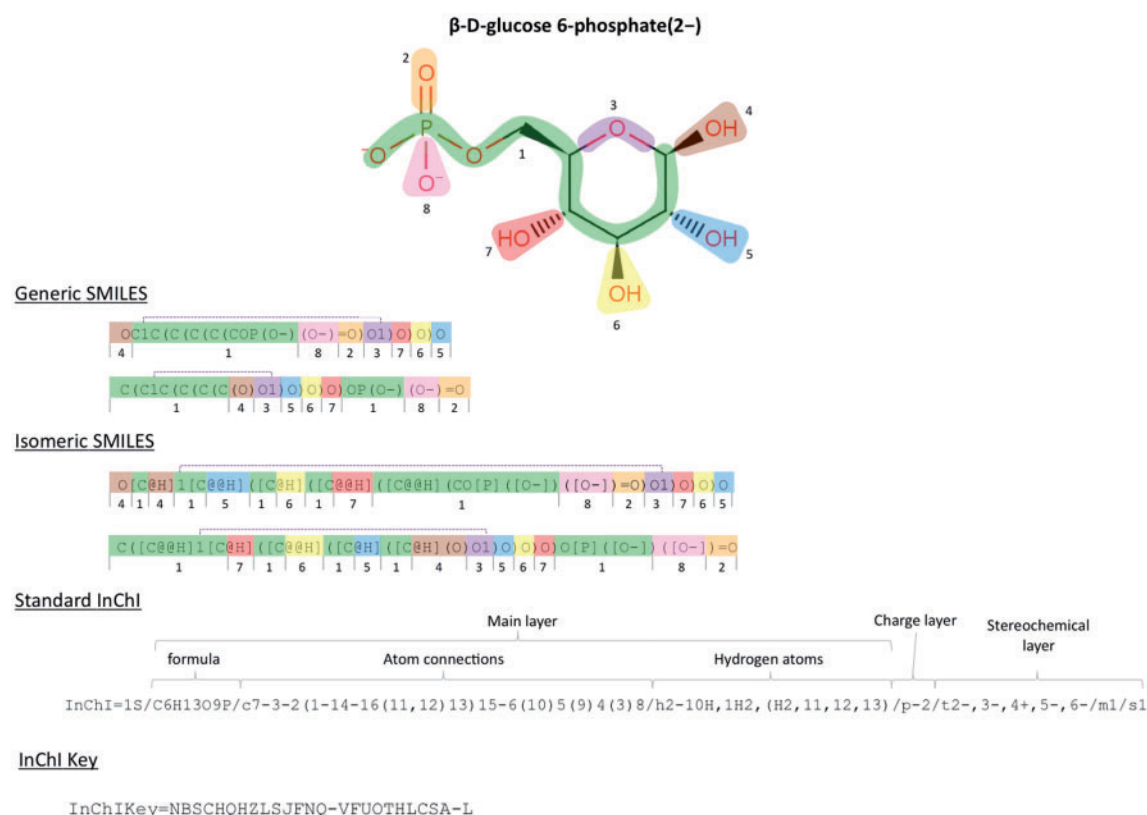 β-D-glucose 6-phosphate(2−)
2
O
3
4
P
O
OH
−O
O
1
O−
8
HO
7
OH
5
OH
6
Generic SMILES
OC1C(C(C(C(COP(O-)(O-)=O)O1)O)O)O
4 1 8 2 3 7 6 5
C(C1C(C(C(C(O)O1)O)O)O)OP(O-)(O-)=O
1 4 3 5 6 7 1 8 2
Isomeric SMILES
O[C@H]1[C@@H]([C@H]([C@@H]([C@@H](CO[P]([O-])([O-])=O)O1)O)O)O
4 1 4 1 5 1 6 1 7 1 8 2 3 7 6 5
C([C@@H]1[C@H]([C@@H]([C@H]([C@H](O)O1)O)O)O)O[P]([O-])([O-])=O
1 7 1 6 1 5 1 4 3 5 6 7 1 8 2
Standard InChI
Main layer Charge layer Stereochemical
layer
formula Atom connections Hydrogen atoms
InChI=1S/C6H13O9P/c7-3-2(1-14-16(11,12)13)15-6(10)5(9)4(3)8/h2-10H,1H2,(H2,11,12,13)/p-2/t2-,3-,4+,5-,6-/m1/s1
InChI Key
InChIKey=NBSCHQHZLSJFNQ-VFUOTHLCSA-L